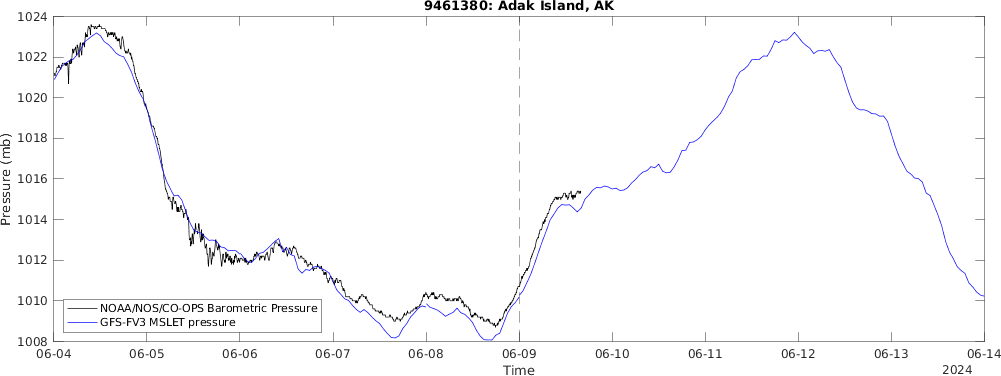 9461380: Adak Island, AK
1024
1022
1020
1018
1016
1014
1012
1010
1008
Pressure (mb)
NOAA/NOS/CO-OPS Barometric Pressure
GFS-FV3 MSLET pressure
06-04 06-05 06-06 06-07 06-08 06-09 06-10 06-11 06-12 06-13 06-14
Time
2024